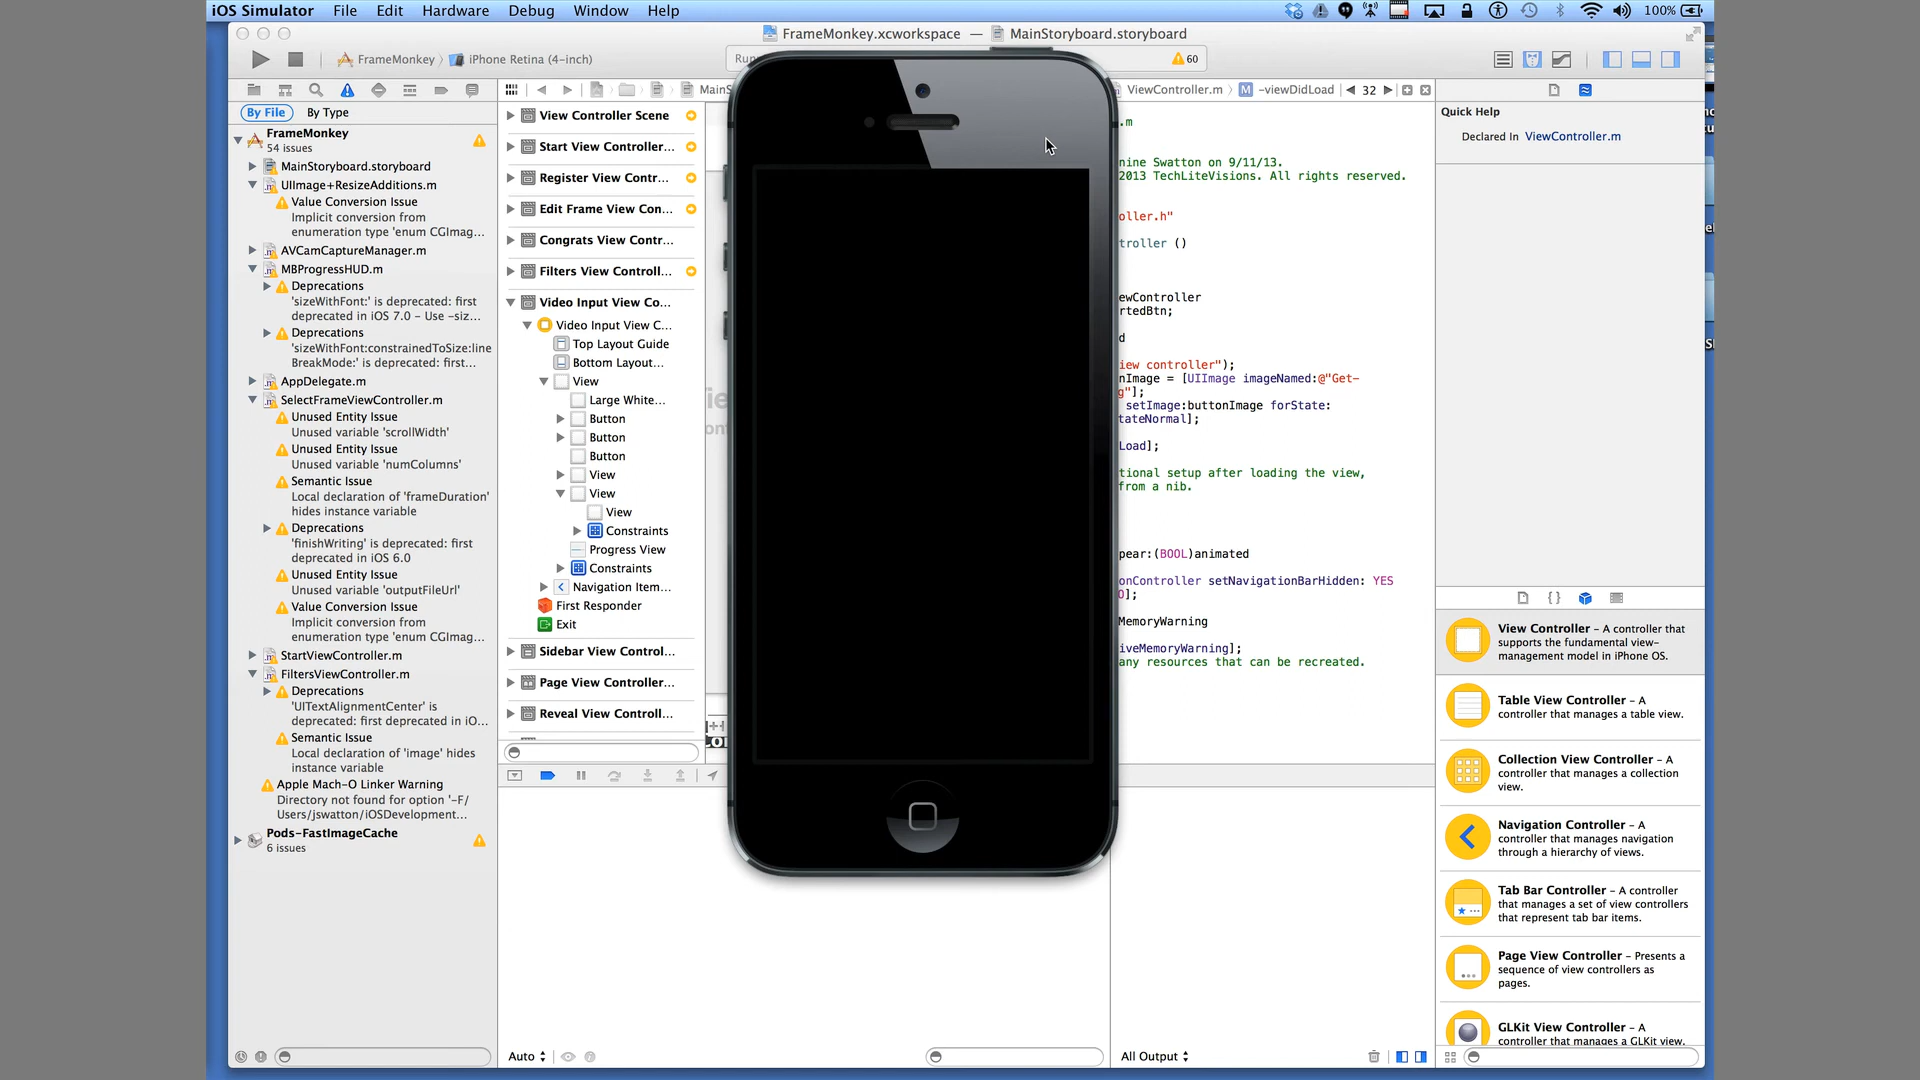 iOS Simulator File Edit Hardware Debug Window Help 100%
FrameMonkey.xcworkspace — MainStoryboard.storyboard
FrameMonkey iPhone Retina (4-inch)
60
By File By Type
FrameMonkey
54 issues
MainStoryboard.storyboard
UIImage+ResizeAdditions.m
Value Conversion Issue
Implicit conversion from
enumeration type 'enum CGImag...
AVCamCaptureManager.m
MBProgressHUD.m
Deprecations
'sizeWithFont:' is deprecated: first
deprecated in iOS 7.0 - Use -siz...
Deprecations
'sizeWithFont:constrainedToSize:line
BreakMode:' is deprecated: first...
AppDelegate.m
SelectFrameViewController.m
Unused Entity Issue
Unused variable 'scrollWidth'
Unused Entity Issue
Unused variable 'numColumns'
Semantic Issue
Local declaration of 'frameDuration'
hides instance variable
Deprecations
'finishWriting' is deprecated: first
deprecated in iOS 6.0
Unused Entity Issue
Unused variable 'outputFileUrl'
Value Conversion Issue
Implicit conversion from
enumeration type 'enum CGImag...
StartViewController.m
FiltersViewController.m
Deprecations
'UITextAlignmentCenter' is
deprecated: first deprecated in iO...
Semantic Issue
Local declaration of 'image' hides
instance variable
Apple Mach-O Linker Warning
Directory not found for option '-F/
Users/jswatton/iOSDevelopment...
Pods-FastImageCache
6 issues
View Controller Scene
Start View Controller...
Register View Contr...
Edit Frame View Con...
Congrats View Contr...
Filters View Controll...
Video Input View Co...
Video Input View C...
Top Layout Guide
Bottom Layout...
View
Large White...
Button
Button
Button
View
View
View
Constraints
Progress View
Constraints
Navigation Item...
First Responder
Exit
Sidebar View Control...
Page View Controller...
Reveal View Controll...
Auto
ViewController.m -viewDidLoad 32
.m
nine Swatton on 9/11/13.
2013 TechLiteVisions. All rights reserved.
oller.h"
troller ()
ewController
rtedBtn;
d
iew controller");
nImage = [UIImage imageNamed:@"Get-
g"];
setImage:buttonImage forState:
tateNormal];
Load];
tional setup after loading the view,
from a nib.
pear:(BOOL)animated
onController setNavigationBarHidden: YES
O];
MemoryWarning
iveMemoryWarning];
any resources that can be recreated.
All Output
Quick Help
Declared In ViewController.m
View Controller - A controller that
supports the fundamental view-
management model in iPhone OS.
Table View Controller - A
controller that manages a table view.
Collection View Controller - A
controller that manages a collection
view.
Navigation Controller - A
controller that manages navigation
through a hierarchy of views.
Tab Bar Controller - A controller
that manages a set of view controllers
that represent tab bar items.
Page View Controller - Presents a
sequence of view controllers as
pages.
GLKit View Controller - A
controller that manages a GLKit view.